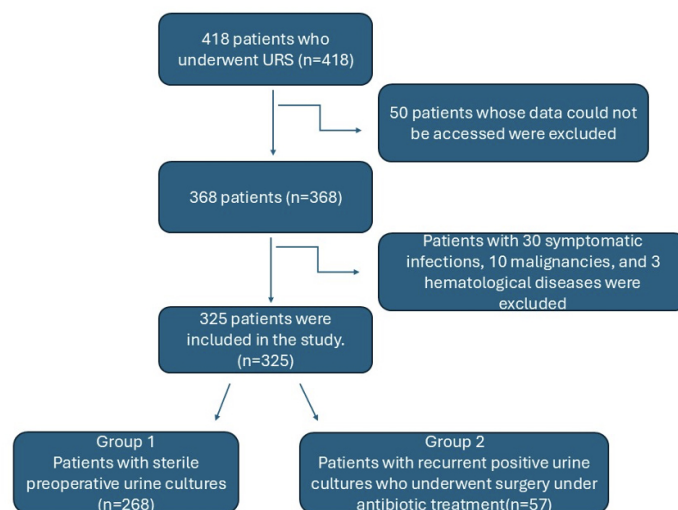 418 patients who
underwent URS (n=418)
50 patients whose data could not
be accessed were excluded
368 patients (n=368)
Patients with 30 symptomatic
infections, 10 malignancies, and 3
hematological diseases were
excluded
325 patients were
included in the study.
(n=325)
Group 1
Patients with sterile
preoperative urine cultures
(n=268)
Group 2
Patients with recurrent positive urine
cultures who underwent surgery under
antibiotic treatment(n=57)